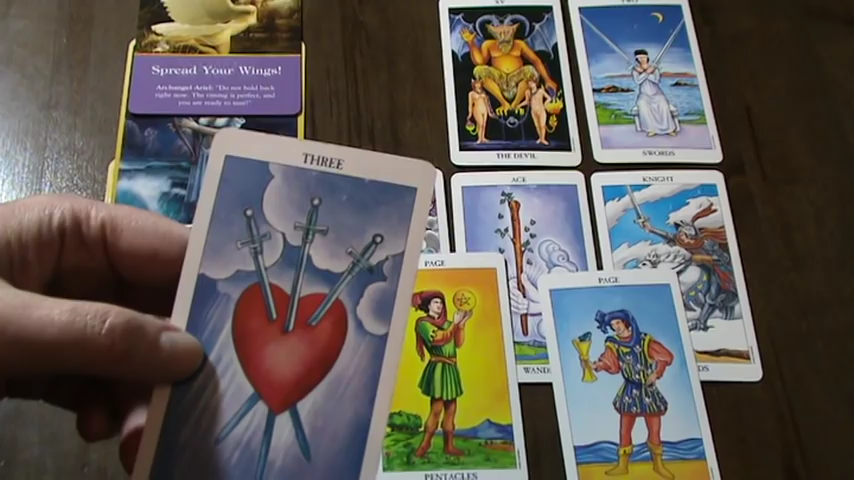 Spread Your Wings!
Archangel Ariel: "Do not hold back
right now. The timing is perfect, and
you are ready to soar!"
XV
THE DEVIL
TWO
SWORDS
THREE
ACE
WAND
KNIGHT
DS
PAGE
PENTACLES
PAGE